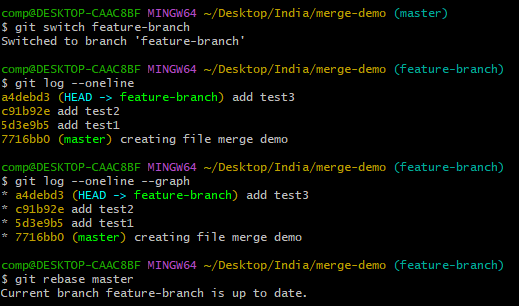 comp@DESKTOP-CAAC8BF MINGW64 ~/Desktop/India/merge-demo (master)
$ git switch feature-branch
Switched to branch 'feature-branch'
comp@DESKTOP-CAAC8BF MINGW64 ~/Desktop/India/merge-demo (feature-branch)
$ git log --oneline
a4debd3 (HEAD -> feature-branch) add test3
c91b92e add test2
5d3e9b5 add test1
7716bb0 (master) creating file merge demo
comp@DESKTOP-CAAC8BF MINGW64 ~/Desktop/India/merge-demo (feature-branch)
$ git log --oneline --graph
* a4debd3 (HEAD -> feature-branch) add test3
* c91b92e add test2
* 5d3e9b5 add test1
* 7716bb0 (master) creating file merge demo
comp@DESKTOP-CAAC8BF MINGW64 ~/Desktop/India/merge-demo (feature-branch)
$ git rebase master
Current branch feature-branch is up to date.